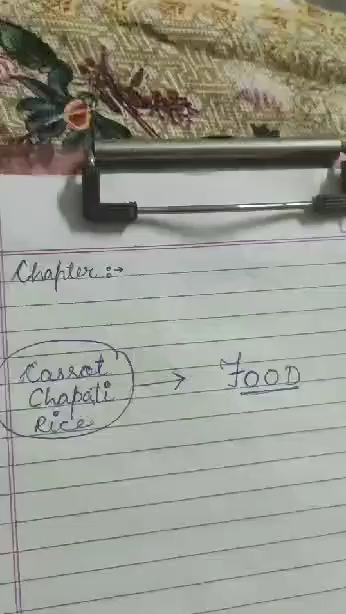 Chapter :→
Carrot
Chapati → FOOD
Rice